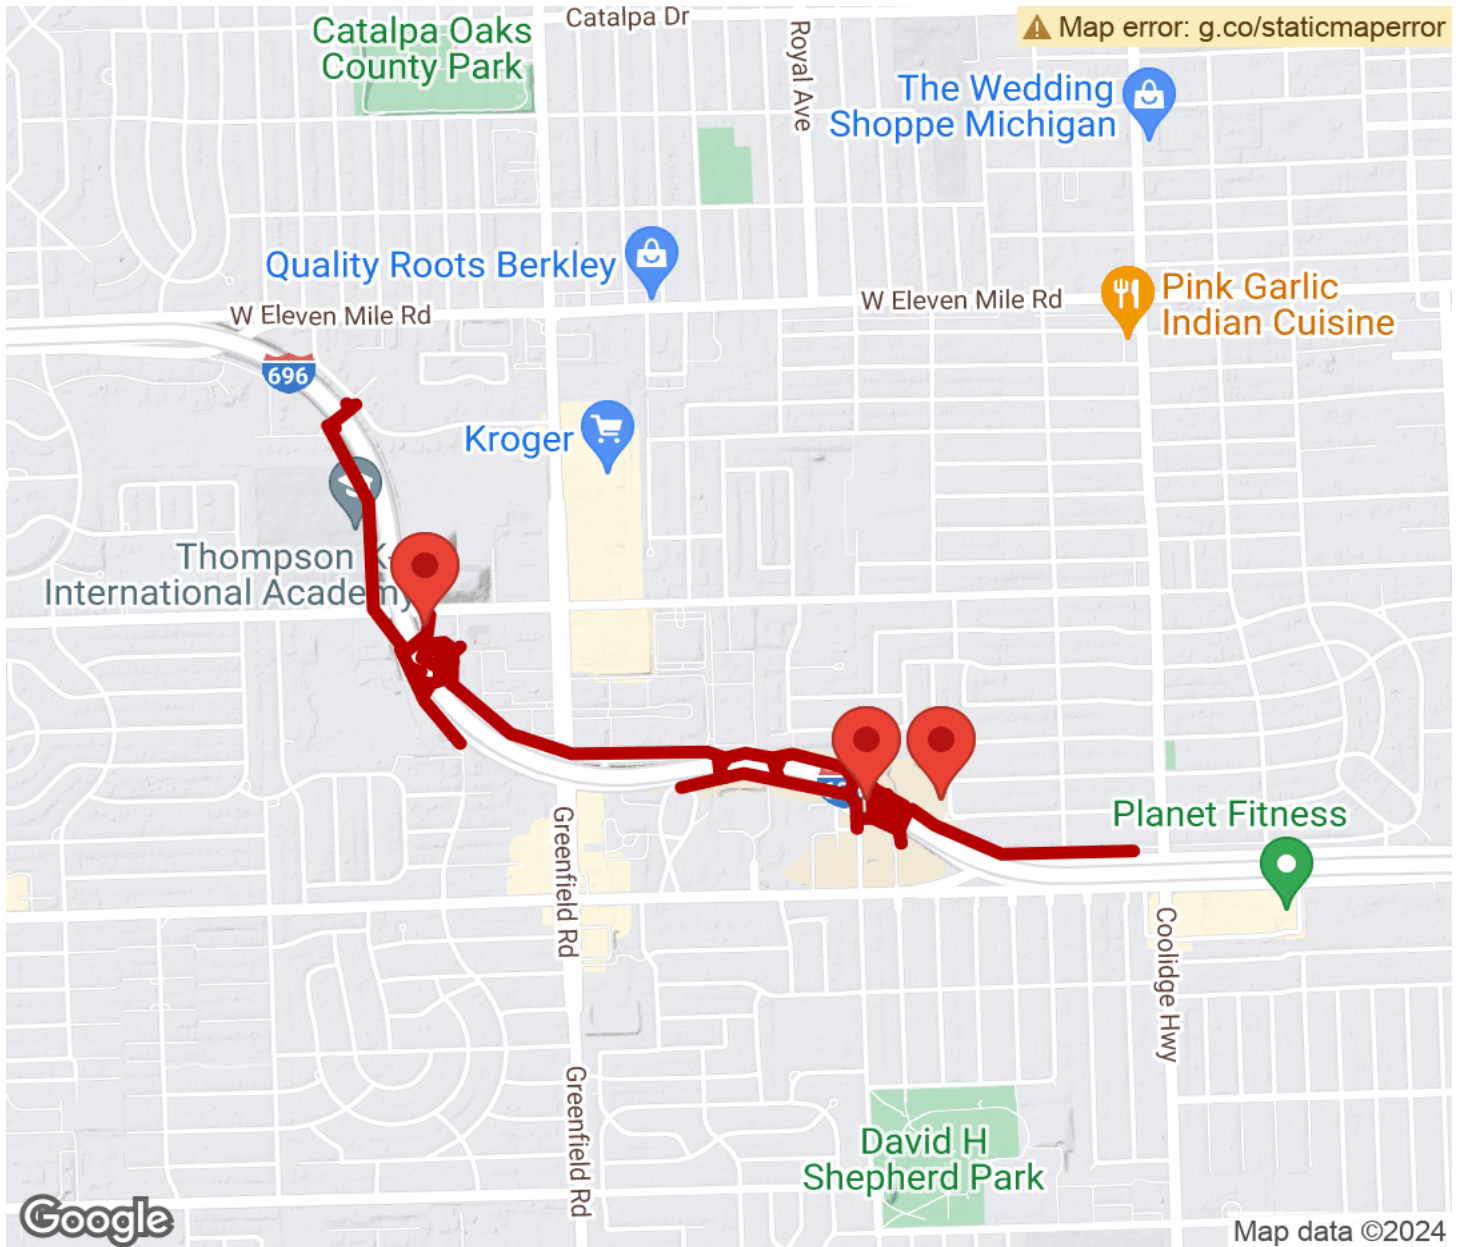 Catalpa Dr
Catalpa Oaks
County Park
Royal Ave
Map error: g.co/staticmaperror
The Wedding
Shoppe Michigan
Quality Roots Berkley
W Eleven Mile Rd
W Eleven Mile Rd
Pink Garlic
Indian Cuisine
696
Kroger
Thompson K-
International Academy
Planet Fitness
Greenfield Rd
Coolidge Hwy
Greenfield Rd
David H
Shepherd Park
Google
Map data ©2024